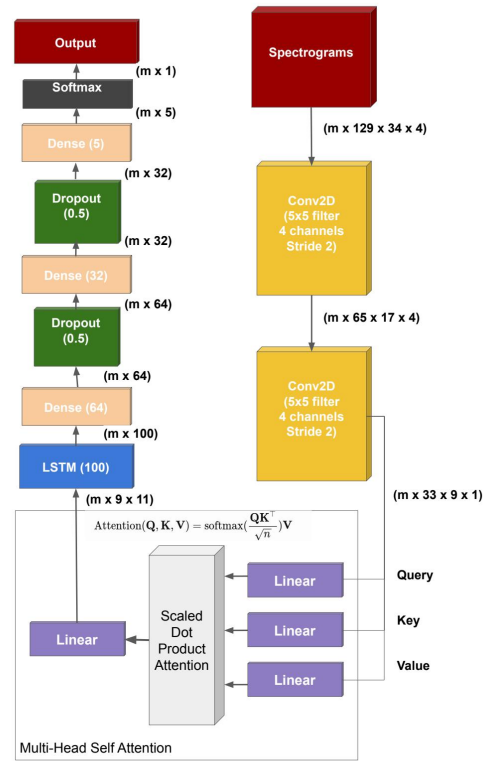 Output
(m x 1)
Softmax
(m x 5)
Dense (5)
(m x 32)
Dropout
(0.5)
(m x 32)
Dense (32)
(m x 64)
Dropout
(0.5)
(m x 64)
Dense (64)
(m x 100)
LSTM (100)
(m x 9 x 11)
Spectrograms
(m x 129 x 34 x 4)
Conv2D
(5x5 filter
4 channels
Stride 2)
(m x 65 x 17 x 4)
Conv2D
(5x5 filter
4 channels
Stride 2)
(m x 33 x 9 x 1)
Attention(Q, K, V) = softmax(QK⊤/√n)V
Linear
Query
Linear
Key
Linear
Value
Scaled
Dot
Product
Attention
Linear
Multi-Head Self Attention